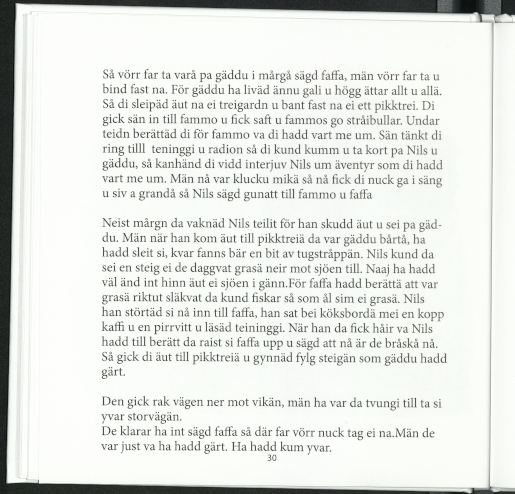 Så vörr far ta varå pa gäddu i mårgå sägd faffa, män vörr far ta u
bind fast na. För gäddu ha liväd ännu gali u högg ättar allt u allä.
Så di sleipäd äut na ei treigardn u bant fast na ei ett pikktrei. Di
gick sän in till fammo u fick saft u fammos go stråibullar. Undar
teidn berättäd di för fammo va di hadd vart me um. Sän tänkt di
ring tilll teninggi u radion så di kund kumm u ta kort pa Nils u
gäddu, så kanhänd di vidd interjuv Nils um äventyr som di hadd
vart me um. Män nå var klucku mikä så nå fick di nuck ga i säng
u siv a grandå så Nils sägd gunatt till fammo u faffa

Neist mårgn da vaknäd Nils teilit för han skudd äut u sei pa gäd-
du. Män när han kom äut till pikktreiä da var gäddu bårtå, ha
hadd sleit si, kvar fanns bär en bit av tugstråppän. Nils kund da
sei en steig ei de daggvat grasä neir mot sjöen till. Naaj ha hadd
väl änd int hinn äut ei sjöen i gänn.För faffa hadd berättä att var
grasä riktut släkvat da kund fiskar så som ål sim ei grasä. Nils
han störtäd si nå inn till faffa, han sat bei köksbordä mei en kopp
kaffi u en pirrvitt u läsäd teininggi. När han da fick håir va Nils
hadd till berätt da raist si faffa upp u sägd att nå är de bråskå nå.
Så gick di äut till pikktreiä u gynnäd fylg steigän som gäddu hadd
gärt.

Den gick rak vägen ner mot vikän, män ha var da tvungi till ta si
yvar storvägän.
De klarar ha int sägd faffa så där far vörr nuck tag ei na.Män de
var just va ha hadd gärt. Ha hadd kum yvar.
30